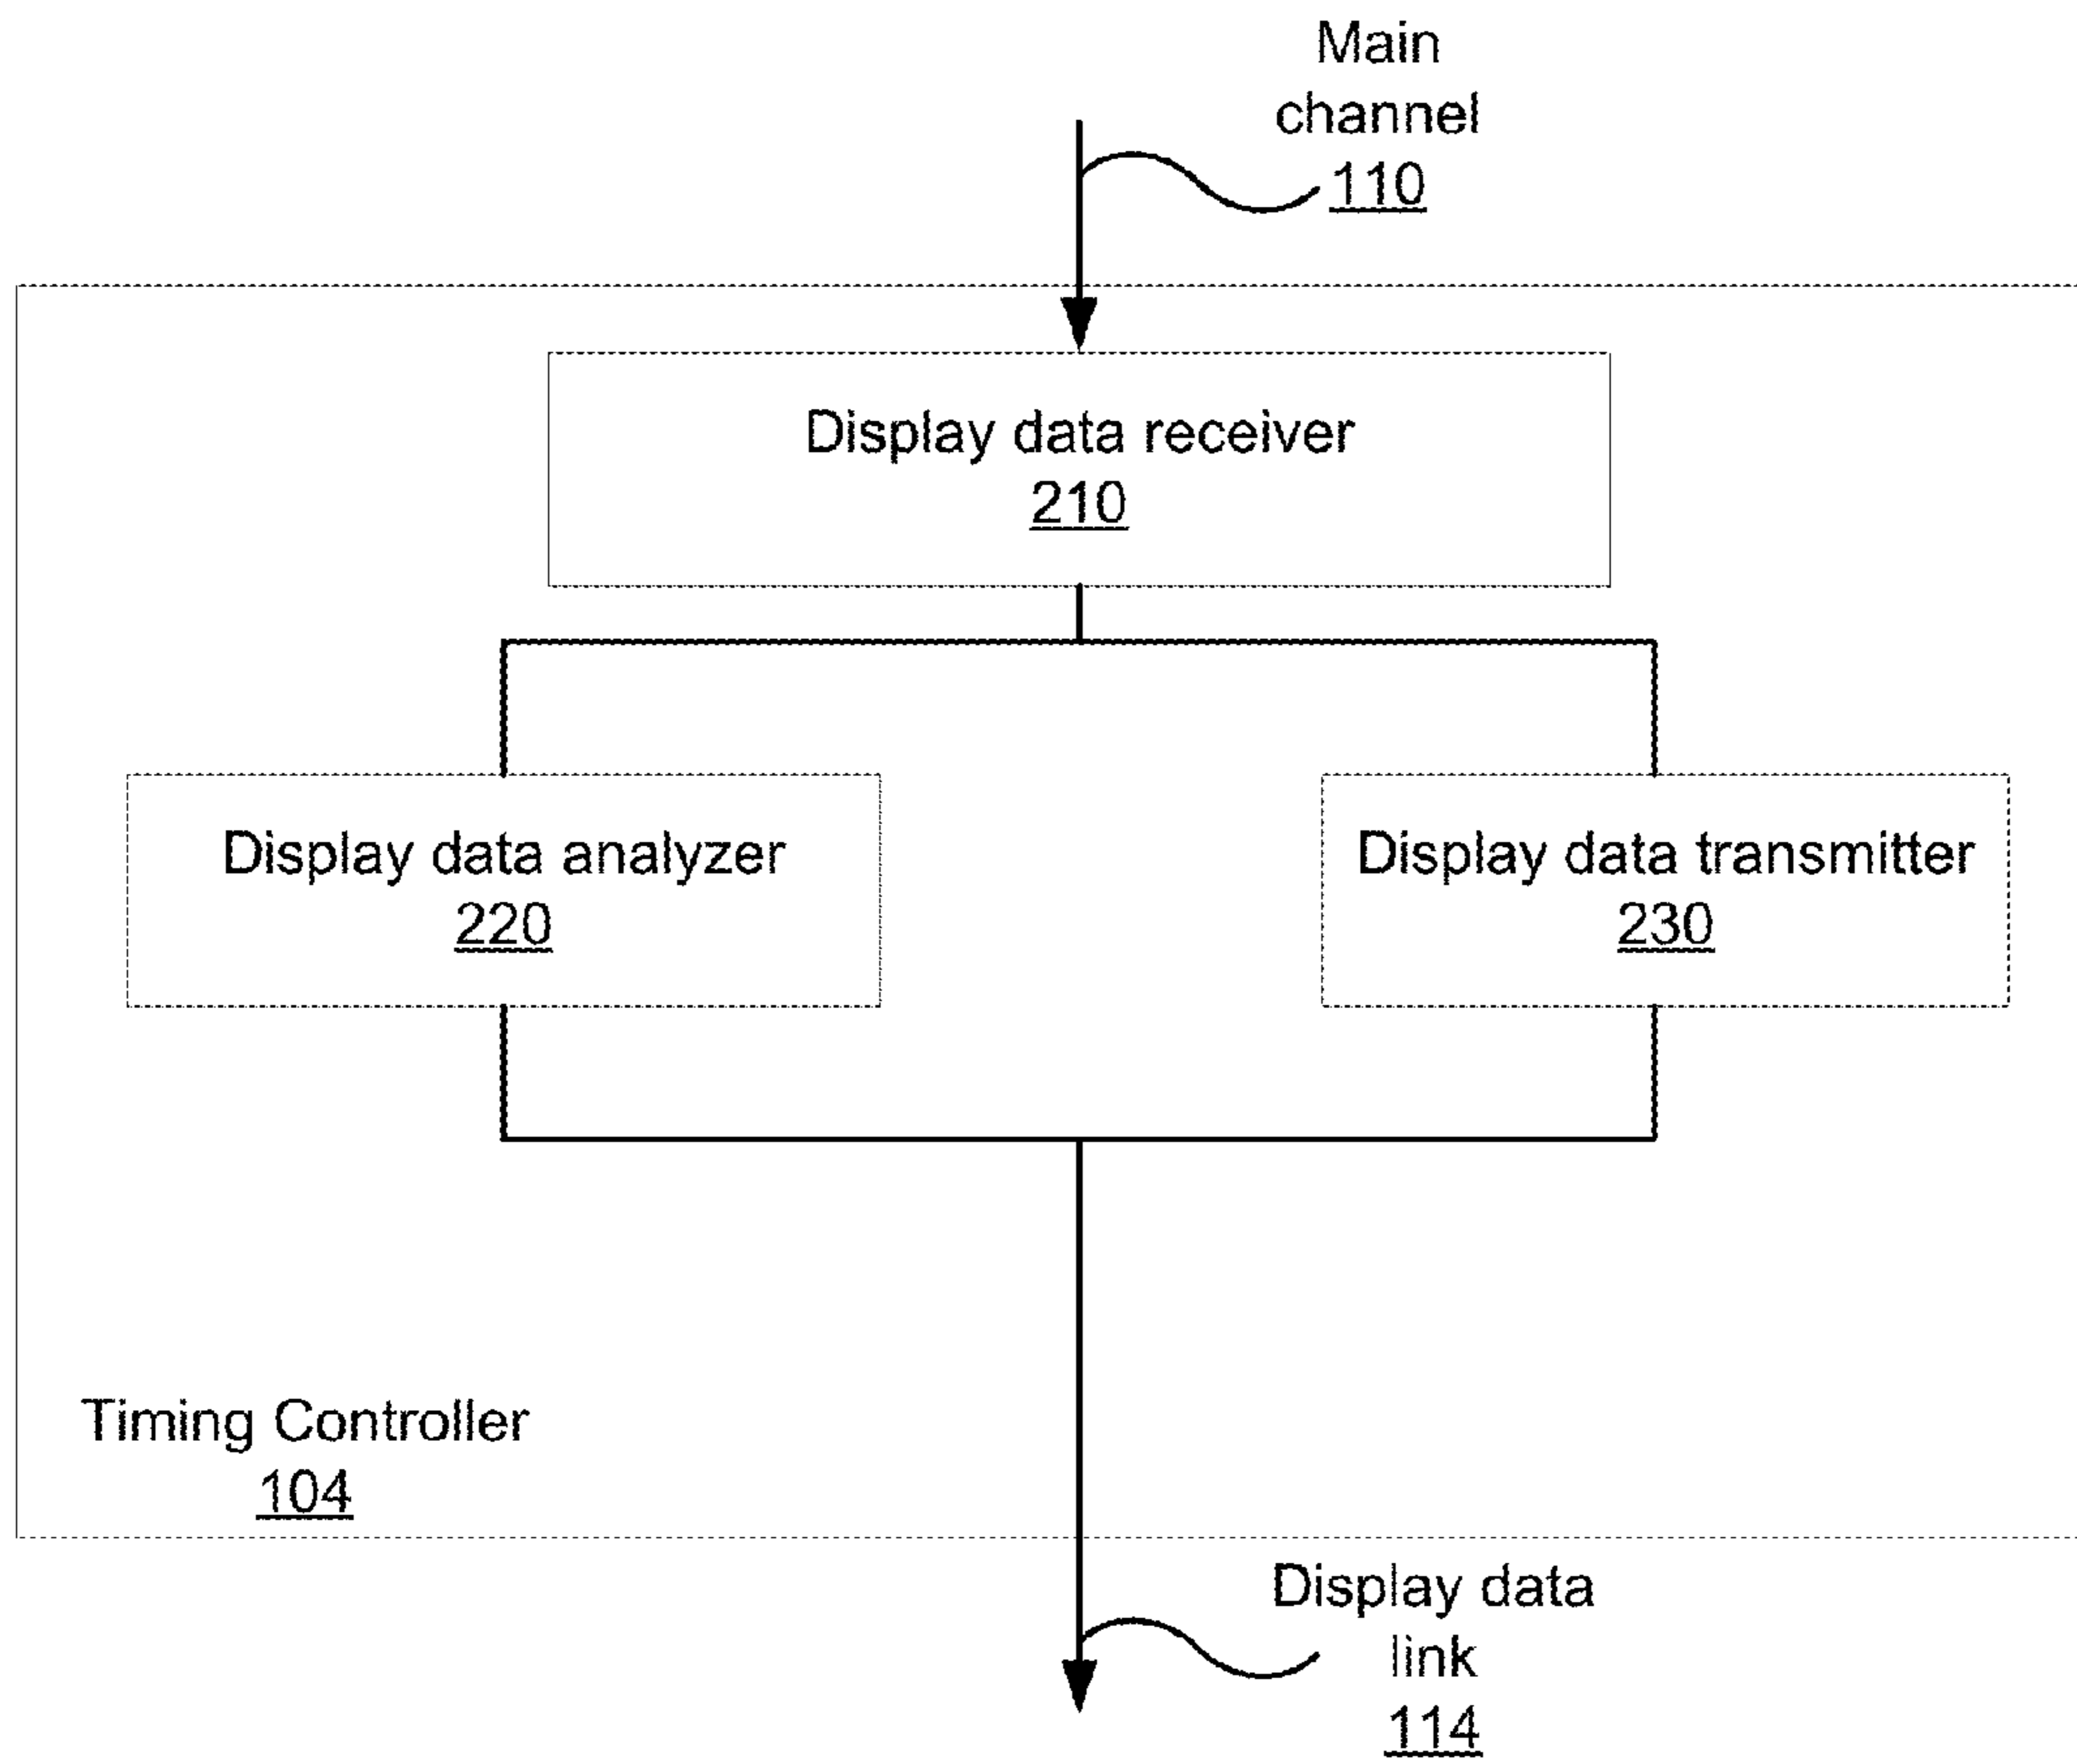 Main
channel
110
Display data receiver
210
Display data analyzer
220
Display data transmitter
230
Timing Controller
104
Display data
link
114